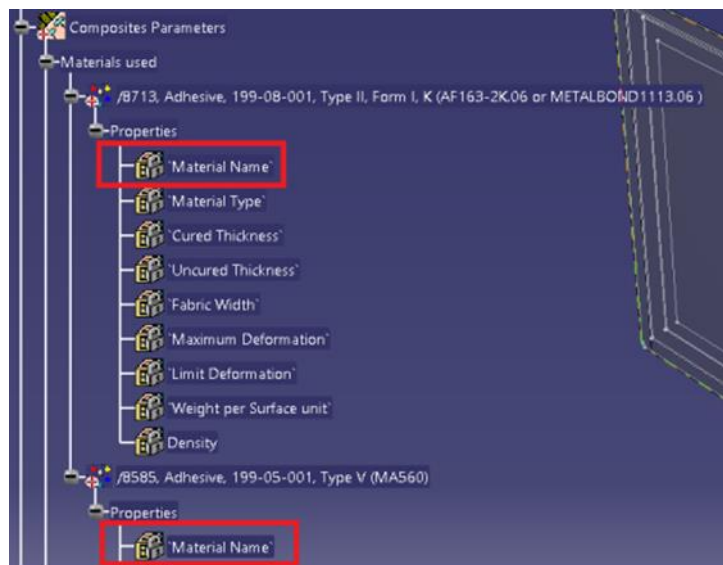 Composites Parameters
Materials used
/8713, Adhesive, 199-08-001, Type II, Form I, K (AF163-2K.06 or METALBOND1113.06 )
Properties
`Material Name`
`Material Type`
`Cured Thickness`
`Uncured Thickness`
`Fabric Width`
`Maximum Deformation`
`Limit Deformation`
`Weight per Surface unit`
Density
/8585, Adhesive, 199-05-001, Type V (MA560)
Properties
`Material Name`